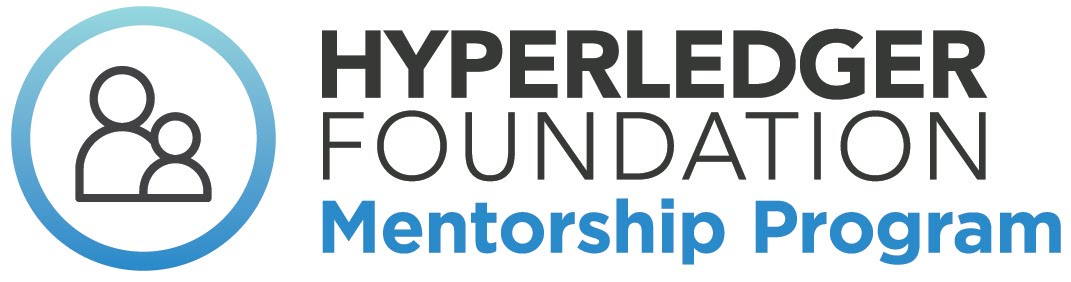 HYPERLEDGER
FOUNDATION
Mentorship Program